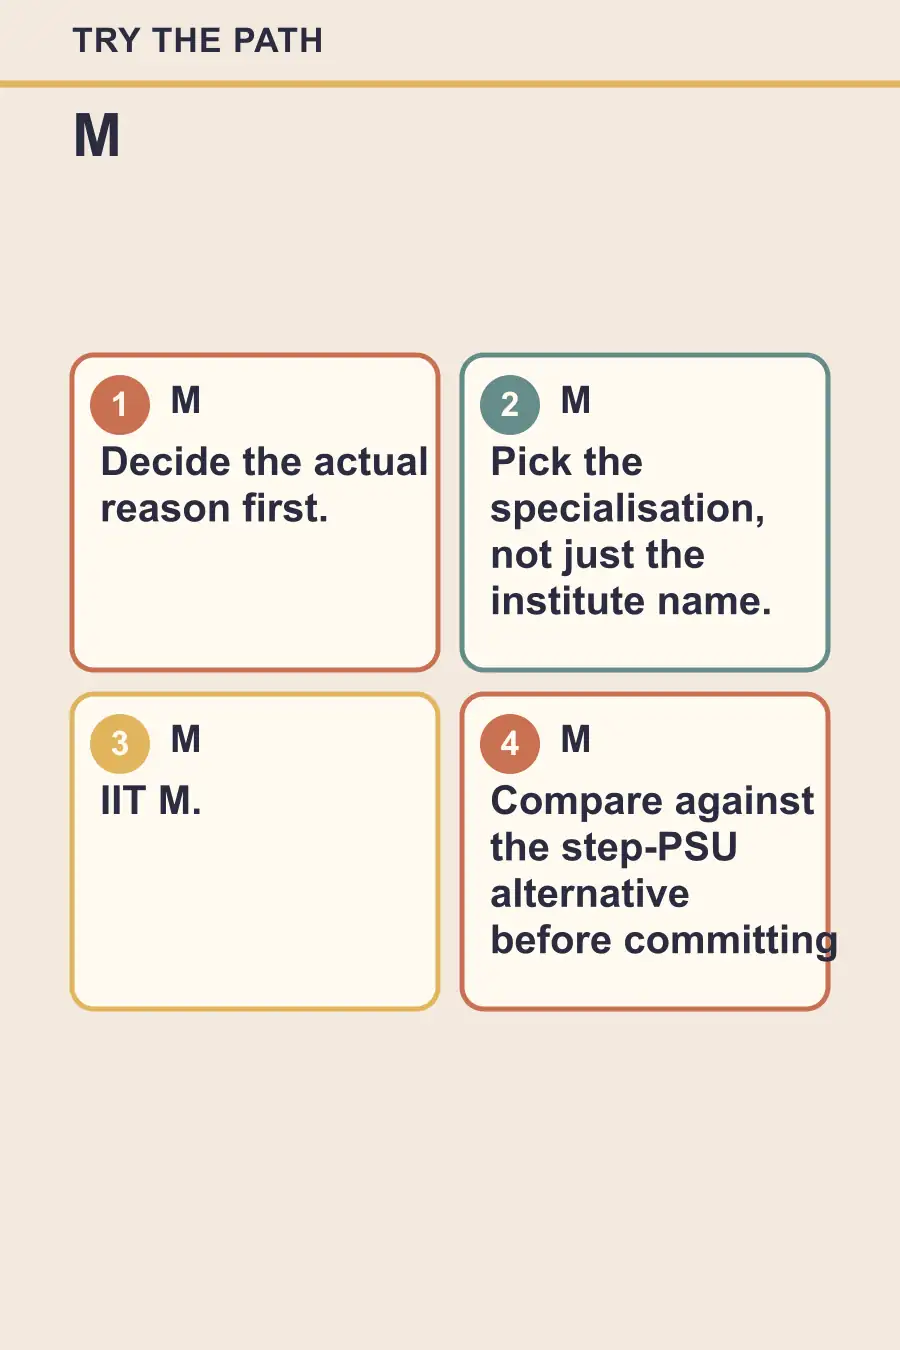 TRY THE PATH
M
1 M
Decide the actual
reason first.
2 M
Pick the
specialisation,
not just the
institute name.
3 M
IIT M.
4 M
Compare against
the step-PSU
alternative
before committing